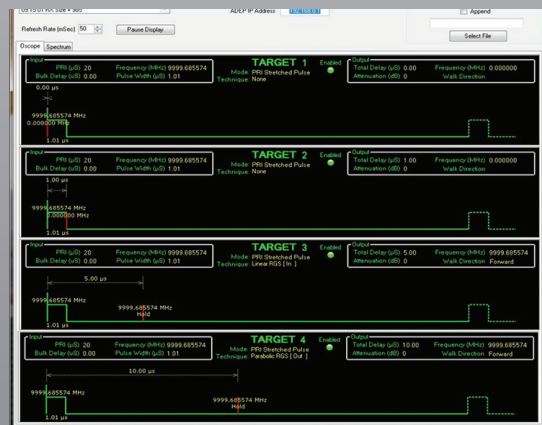 ADEP IP Address
Append
Refresh Rate (mSec) 50
Pause Display
Select File
Oscope Spectrum
Input
PRI (µS) 20 Frequency (MHz) 9999.685574
Bulk Delay (µS) 0.00 Pulse Width (µS) 1.01
TARGET 1
Enabled
Mode: PRI Stretched Pulse
Technique: None
Output
Total Delay (µS) 0.00 Frequency (MHz) 0.000000
Attenuation (dB) 0 Walk Direction
0.00 µs
9999.685574 MHz
0.000000 MHz
1.01 µs
Input
PRI (µS) 20 Frequency (MHz) 9999.685574
Bulk Delay (µS) 0.00 Pulse Width (µS) 1.01
TARGET 2
Enabled
Mode: PRI Stretched Pulse
Technique: None
Output
Total Delay (µS) 1.00 Frequency (MHz) 0.000000
Attenuation (dB) 0 Walk Direction
1.00 µs
9999.685574 MHz
0.000000 MHz
1.01 µs
Input
PRI (µS) 20 Frequency (MHz) 9999.685574
Bulk Delay (µS) 0.00 Pulse Width (µS) 1.01
TARGET 3
Enabled
Mode: PRI Stretched Pulse
Technique: Linear RGS [ In ]
Output
Total Delay (µS) 5.00 Frequency (MHz) 9999.685574
Attenuation (dB) 0 Walk Direction Forward
5.00 µs
9999.685574 MHz
9999.685574 MHz
Hold
1.01 µs
Input
PRI (µS) 20 Frequency (MHz) 9999.685574
Bulk Delay (µS) 0.00 Pulse Width (µS) 1.01
TARGET 4
Enabled
Mode: PRI Stretched Pulse
Technique: Parabolic RGS [ Out ]
Output
Total Delay (µS) 10.00 Frequency (MHz) 9999.685574
Attenuation (dB) 0 Walk Direction Forward
10.00 µs
9999.685574 MHz
9999.685574 MHz
Hold
1.01 µs